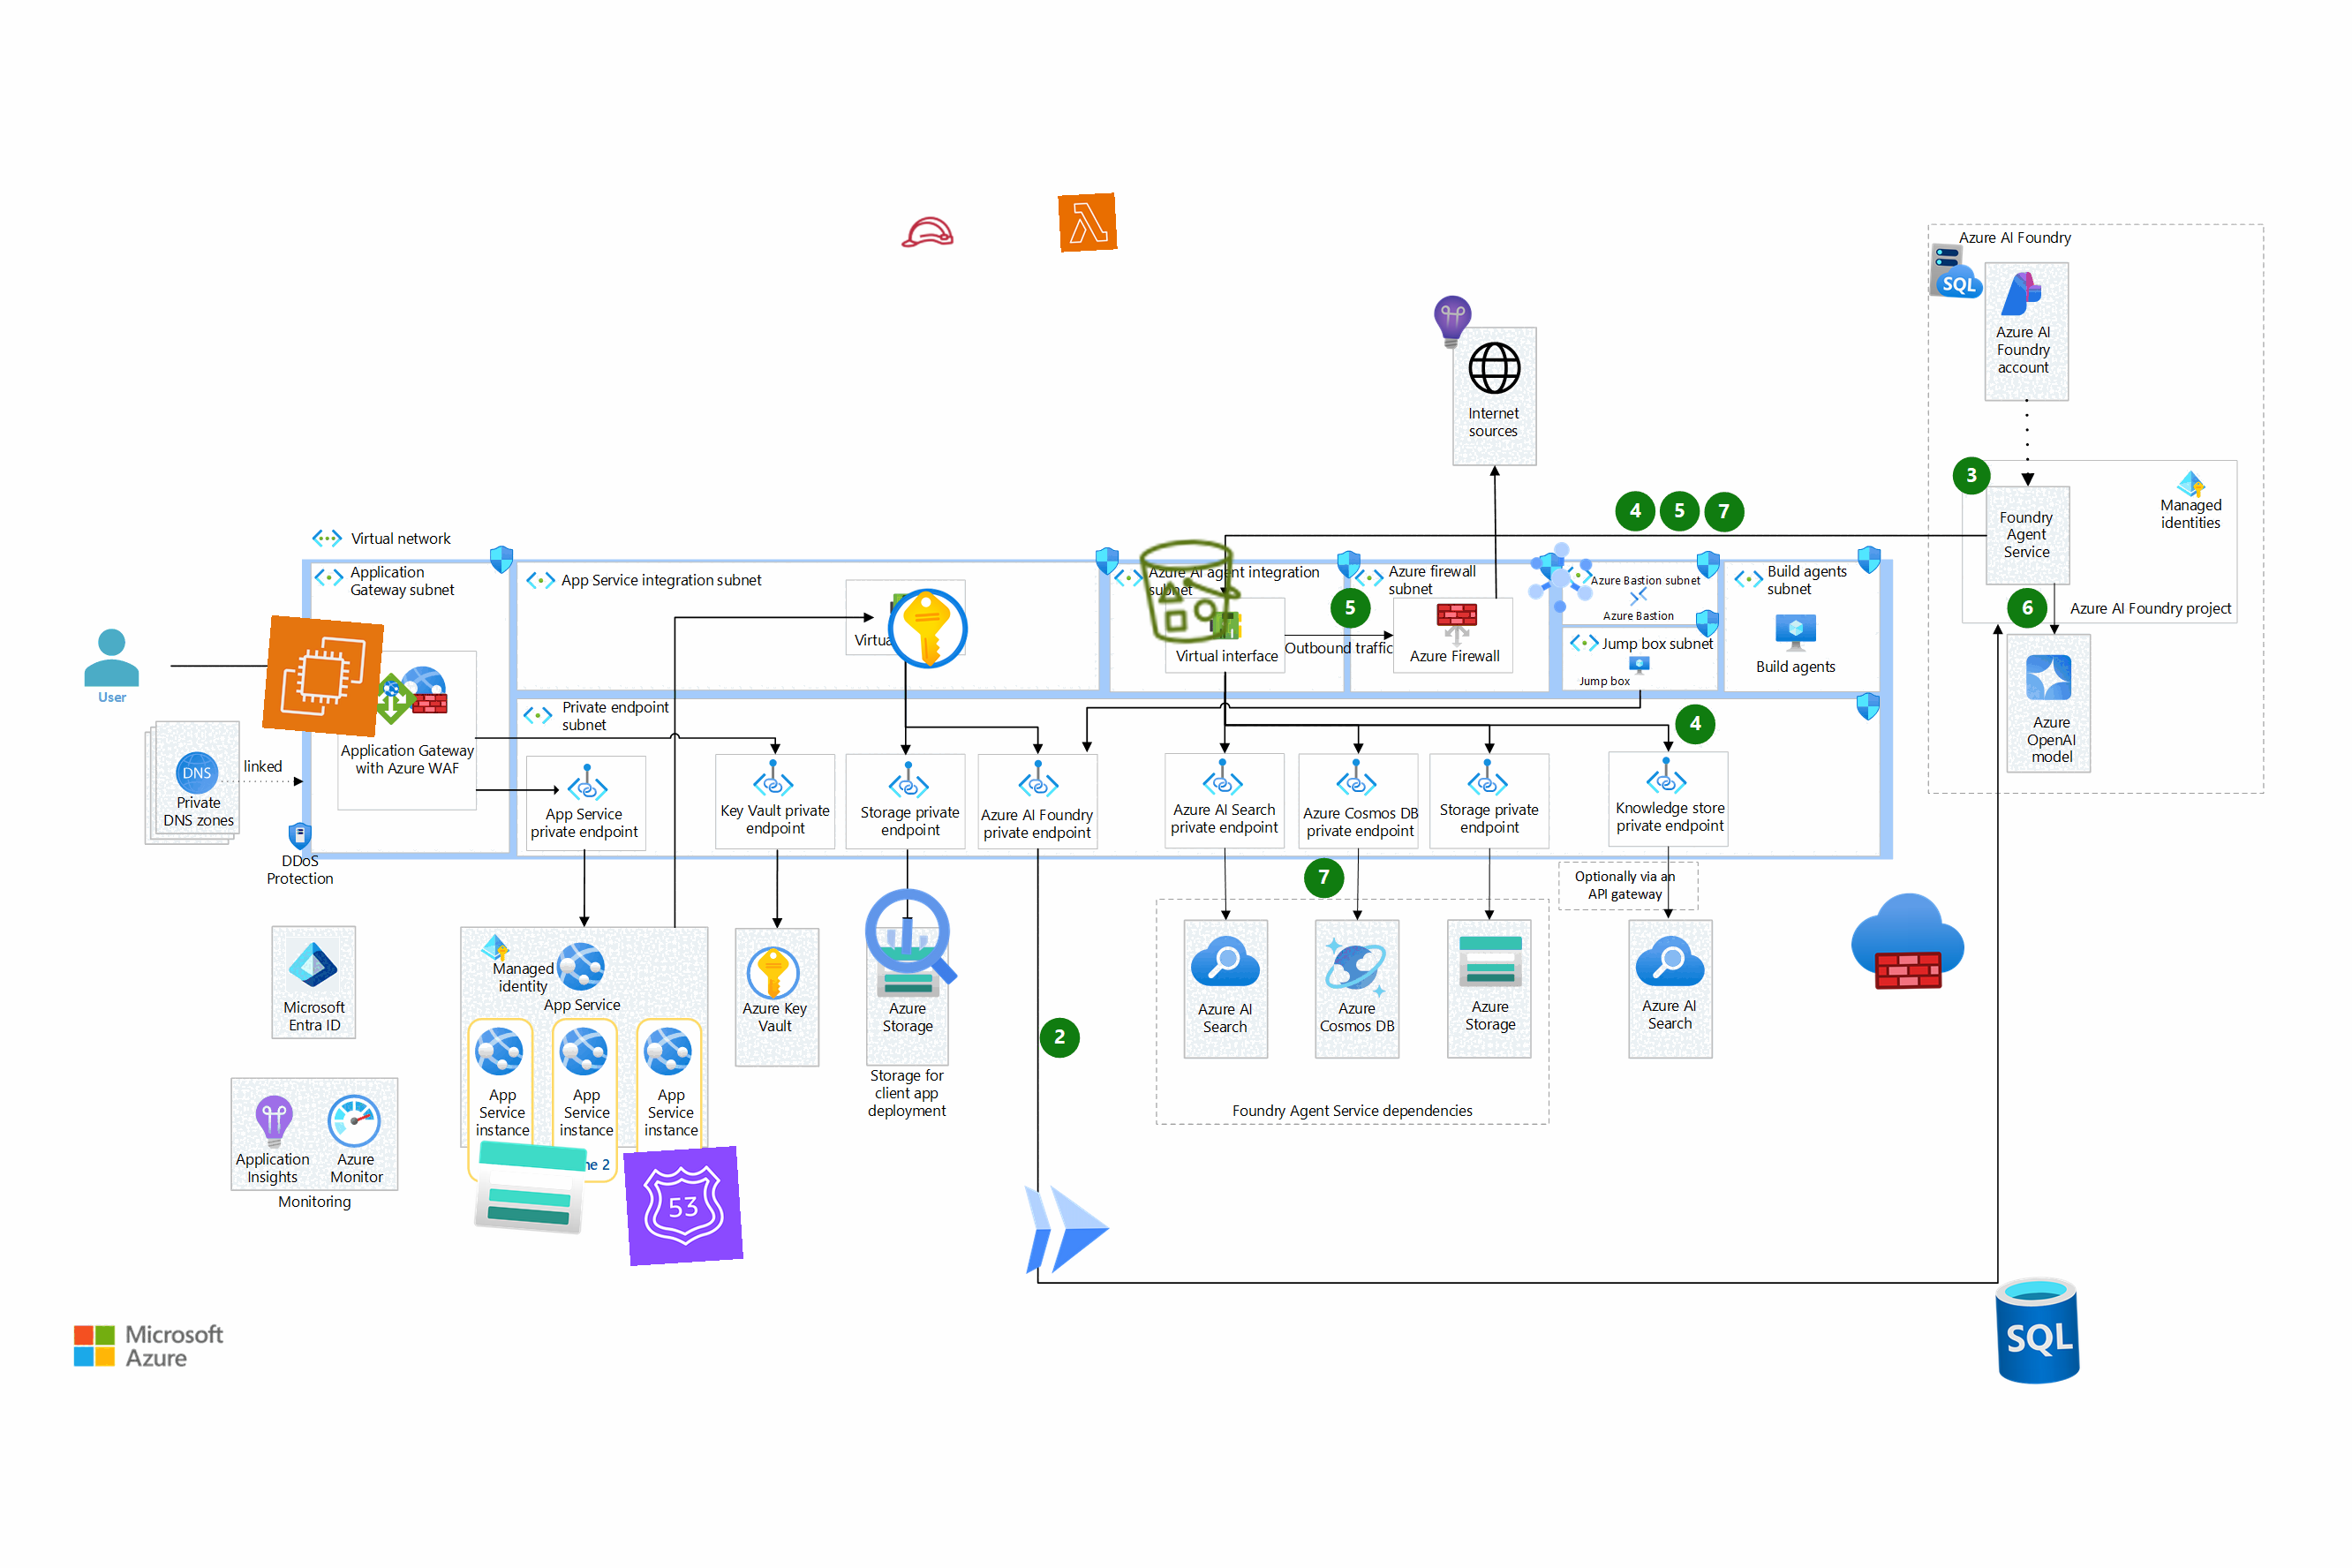 Azure AI Foundry
SQL
Azure AI
Foundry
account
Internet
sources
3
Managed
identities
Foundry
Agent
Service
4
5
7
6
Azure AI Foundry project
Azure
OpenAI
model
Virtual network
Application
Gateway subnet
App Service integration subnet
Azure AI agent integration
subnet
Azure firewall
subnet
Azure Bastion subnet
Azure Bastion
Build agents
subnet
Build agents
5
Virtual interface
Outbound traffic
Azure Firewall
Jump box subnet
Jump box
User
Application Gateway
with Azure WAF
Private endpoint
subnet
4
DNS
Private
DNS zones
linked
DDoS
Protection
App Service
private endpoint
Key Vault private
endpoint
Storage private
endpoint
Azure AI Foundry
private endpoint
Azure AI Search
private endpoint
Azure Cosmos DB
private endpoint
Storage private
endpoint
Knowledge store
private endpoint
7
Optionally via an
API gateway
Microsoft
Entra ID
Managed
identity
App Service
App
Service
instance
App
Service
instance
App
Service
instance
ne 2
Azure Key
Vault
Azure
Storage
Storage for
client app
deployment
2
Azure AI
Search
Azure
Cosmos DB
Azure
Storage
Azure AI
Search
Foundry Agent Service dependencies
Application
Insights
Azure
Monitor
Monitoring
53
Microsoft
Azure
SQL